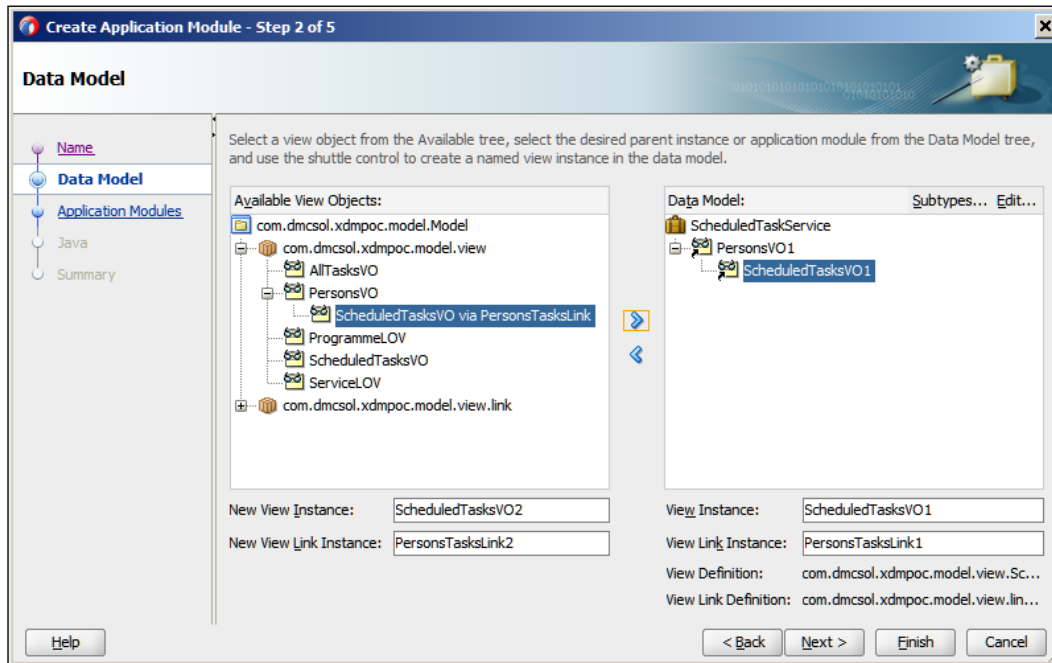 Create Application Module - Step 2 of 5
Data Model
Name
Data Model
Application Modules
Java
Summary
Select a view object from the Available tree, select the desired parent instance or application module from the Data Model tree,
and use the shuttle control to create a named view instance in the data model.
Available View Objects:
com.dmcsol.xdmpoc.model.Model
com.dmcsol.xdmpoc.model.view
AllTasksVO
PersonsVO
ScheduledTasksVO via PersonsTasksLink
ProgrammeLOV
ScheduledTasksVO
ServiceLOV
com.dmcsol.xdmpoc.model.view.link
New View Instance: ScheduledTasksVO2
New View Link Instance: PersonsTasksLink2
Data Model: Subtypes... Edit...
ScheduledTaskService
PersonsVO1
ScheduledTasksVO1
View Instance: ScheduledTasksVO1
View Link Instance: PersonsTasksLink1
View Definition: com.dmcsol.xdmpoc.model.view.Sc...
View Link Definition: com.dmcsol.xdmpoc.model.view.lin...
Help
< Back Next > Finish Cancel